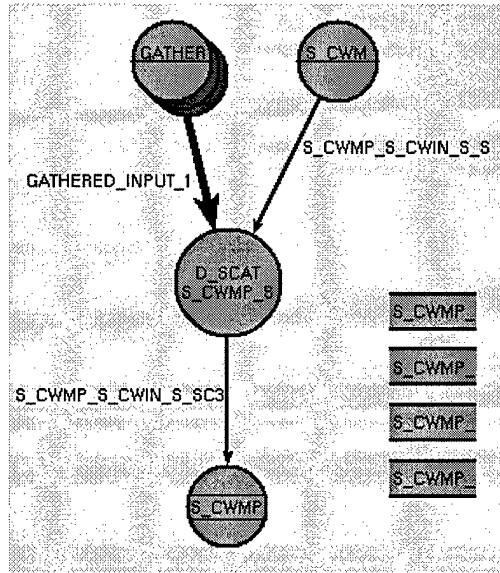 GATHER
S_CWM
S_CWMP_S_CWIN_S_S
GATHERED_INPUT_1
D_SCAT
S_CWMP_S
S_CWMP_
S_CWMP_
S_CWMP_S_CWIN_S_SC3
S_CWMP_
S_CWMP_
S_CWMP